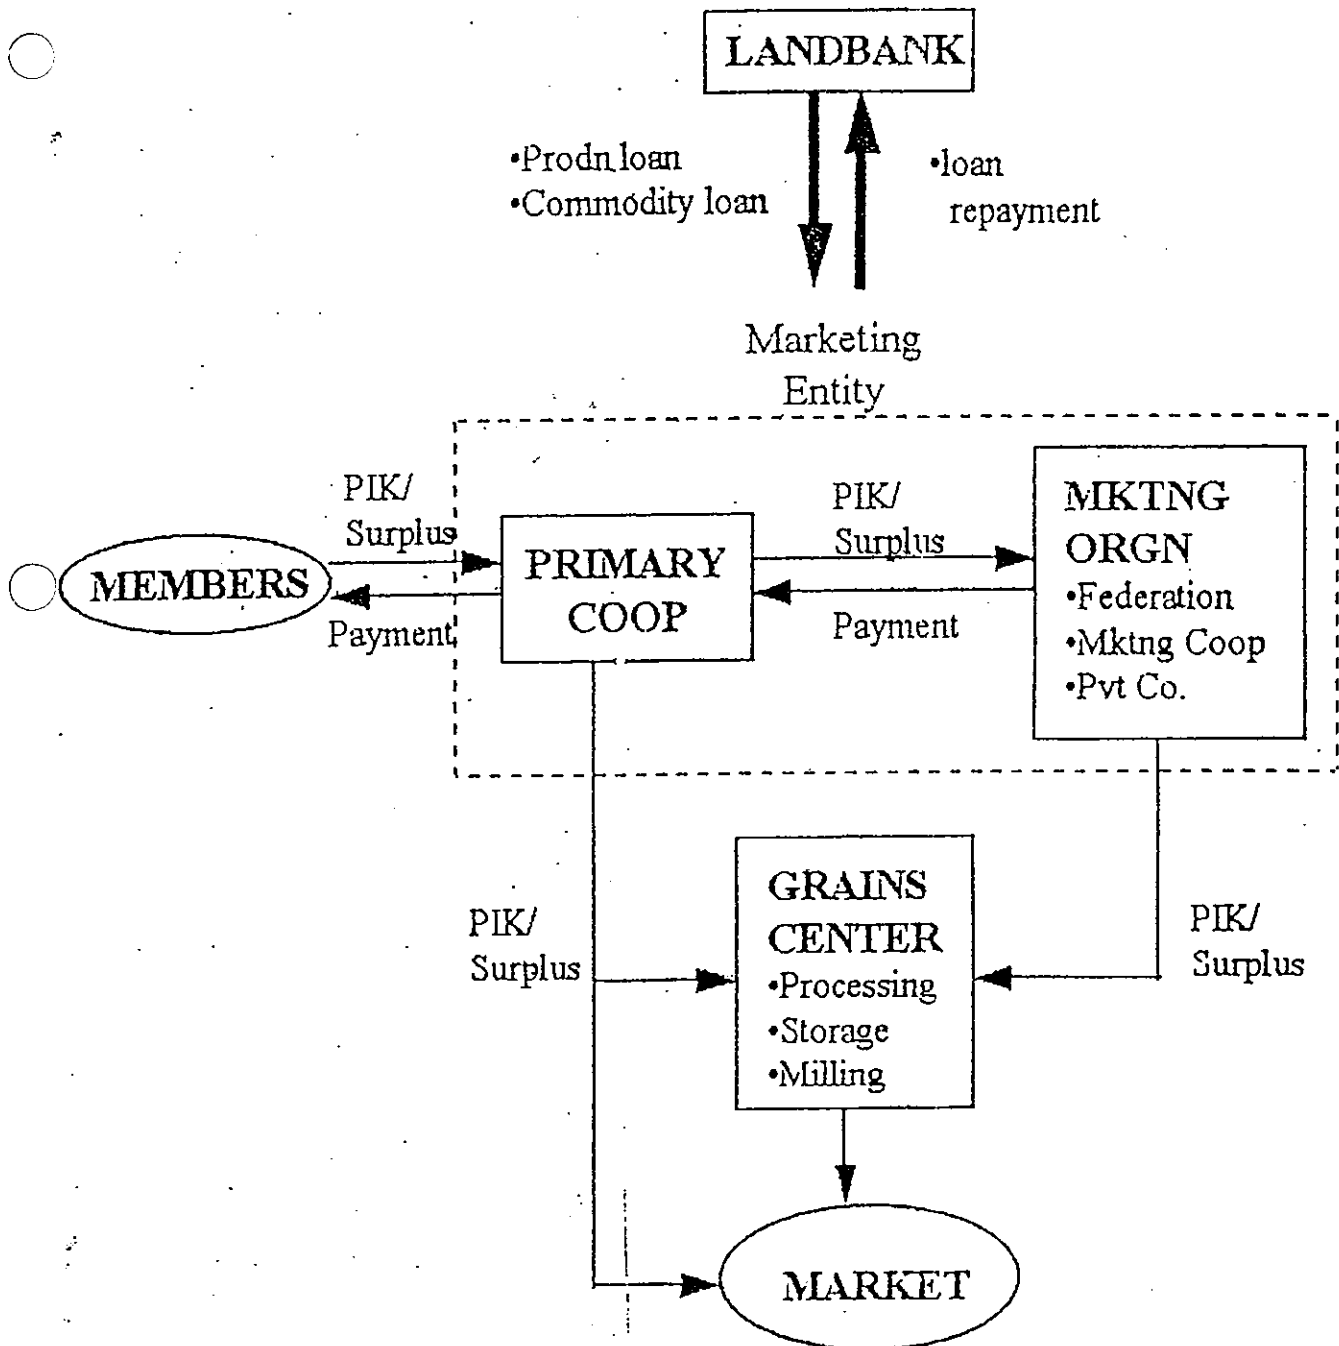 LANDBANK
•Prodn loan
•Commodity loan
•loan
repayment
Marketing
Entity
PIK/
Surplus
MEMBERS
Payment
PRIMARY
COOP
PIK/
Surplus
Payment
MKTNG
ORGN
•Federation
•Mktng Coop
•Pvt Co.
PIK/
Surplus
GRAINS
CENTER
•Processing
•Storage
•Milling
PIK/
Surplus
MARKET